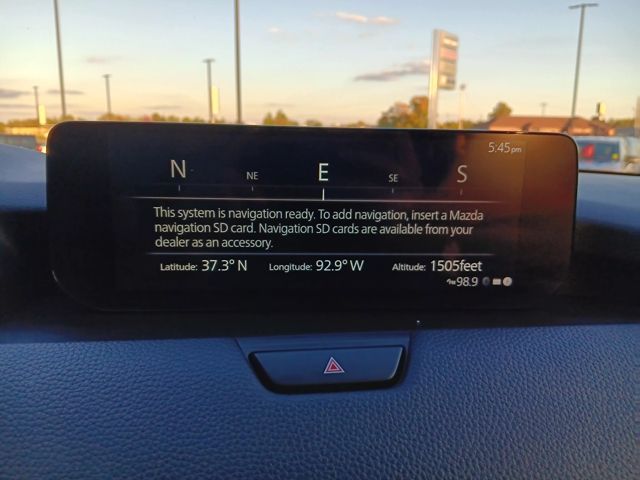 5:45pm
N NE E SE S
This system is navigation ready. To add navigation, insert a Mazda
navigation SD card. Navigation SD cards are available from your
dealer as an accessory.
Latitude: 37.3° N Longitude: 92.9° W Altitude: 1505feet
98.9